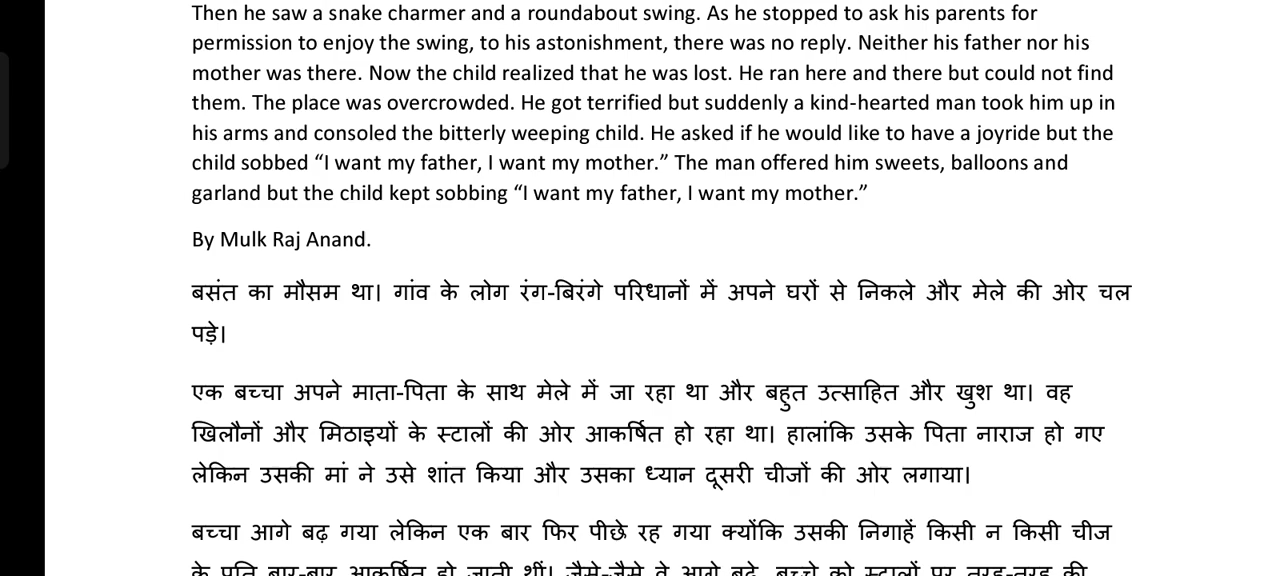 Then he saw a snake charmer and a roundabout swing. As he stopped to ask his parents for
permission to enjoy the swing, to his astonishment, there was no reply. Neither his father nor his
mother was there. Now the child realized that he was lost. He ran here and there but could not find
them. The place was overcrowded. He got terrified but suddenly a kind-hearted man took him up in
his arms and consoled the bitterly weeping child. He asked if he would like to have a joyride but the
child sobbed “I want my father, I want my mother.” The man offered him sweets, balloons and
garland but the child kept sobbing “I want my father, I want my mother.”
By Mulk Raj Anand.
बसंत का मौसम था। गांव के लोग रंग-बिरंगे परिधानों में अपने घरों से निकले और मेले की ओर चल
पड़े।
एक बच्चा अपने माता-पिता के साथ मेले में जा रहा था और बहुत उत्साहित और खुश था। वह
खिलौनों और मिठाइयों के स्टालों की ओर आकर्षित हो रहा था। हालांकि उसके पिता नाराज हो गए
लेकिन उसकी मां ने उसे शांत किया और उसका ध्यान दूसरी चीजों की ओर लगाया।
बच्चा आगे बढ़ गया लेकिन एक बार फिर पीछे रह गया क्योंकि उसकी निगाहें किसी न किसी चीज
के प्रति बार-बार आकर्षित हो जाती थीं। जैसे-जैसे वे आगे बढ़े, बच्चे को स्टालों पर तरह-तरह की